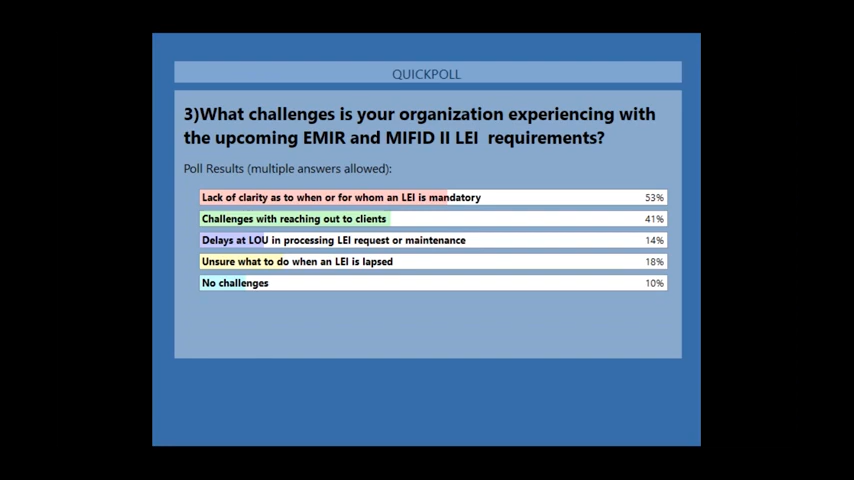 QUICKPOLL
3)What challenges is your organization experiencing with
the upcoming EMIR and MIFID II LEI requirements?
Poll Results (multiple answers allowed):
Lack of clarity as to when or for whom an LEI is mandatory 53%
Challenges with reaching out to clients 41%
Delays at LOU in processing LEI request or maintenance 14%
Unsure what to do when an LEI is lapsed 18%
No challenges 10%